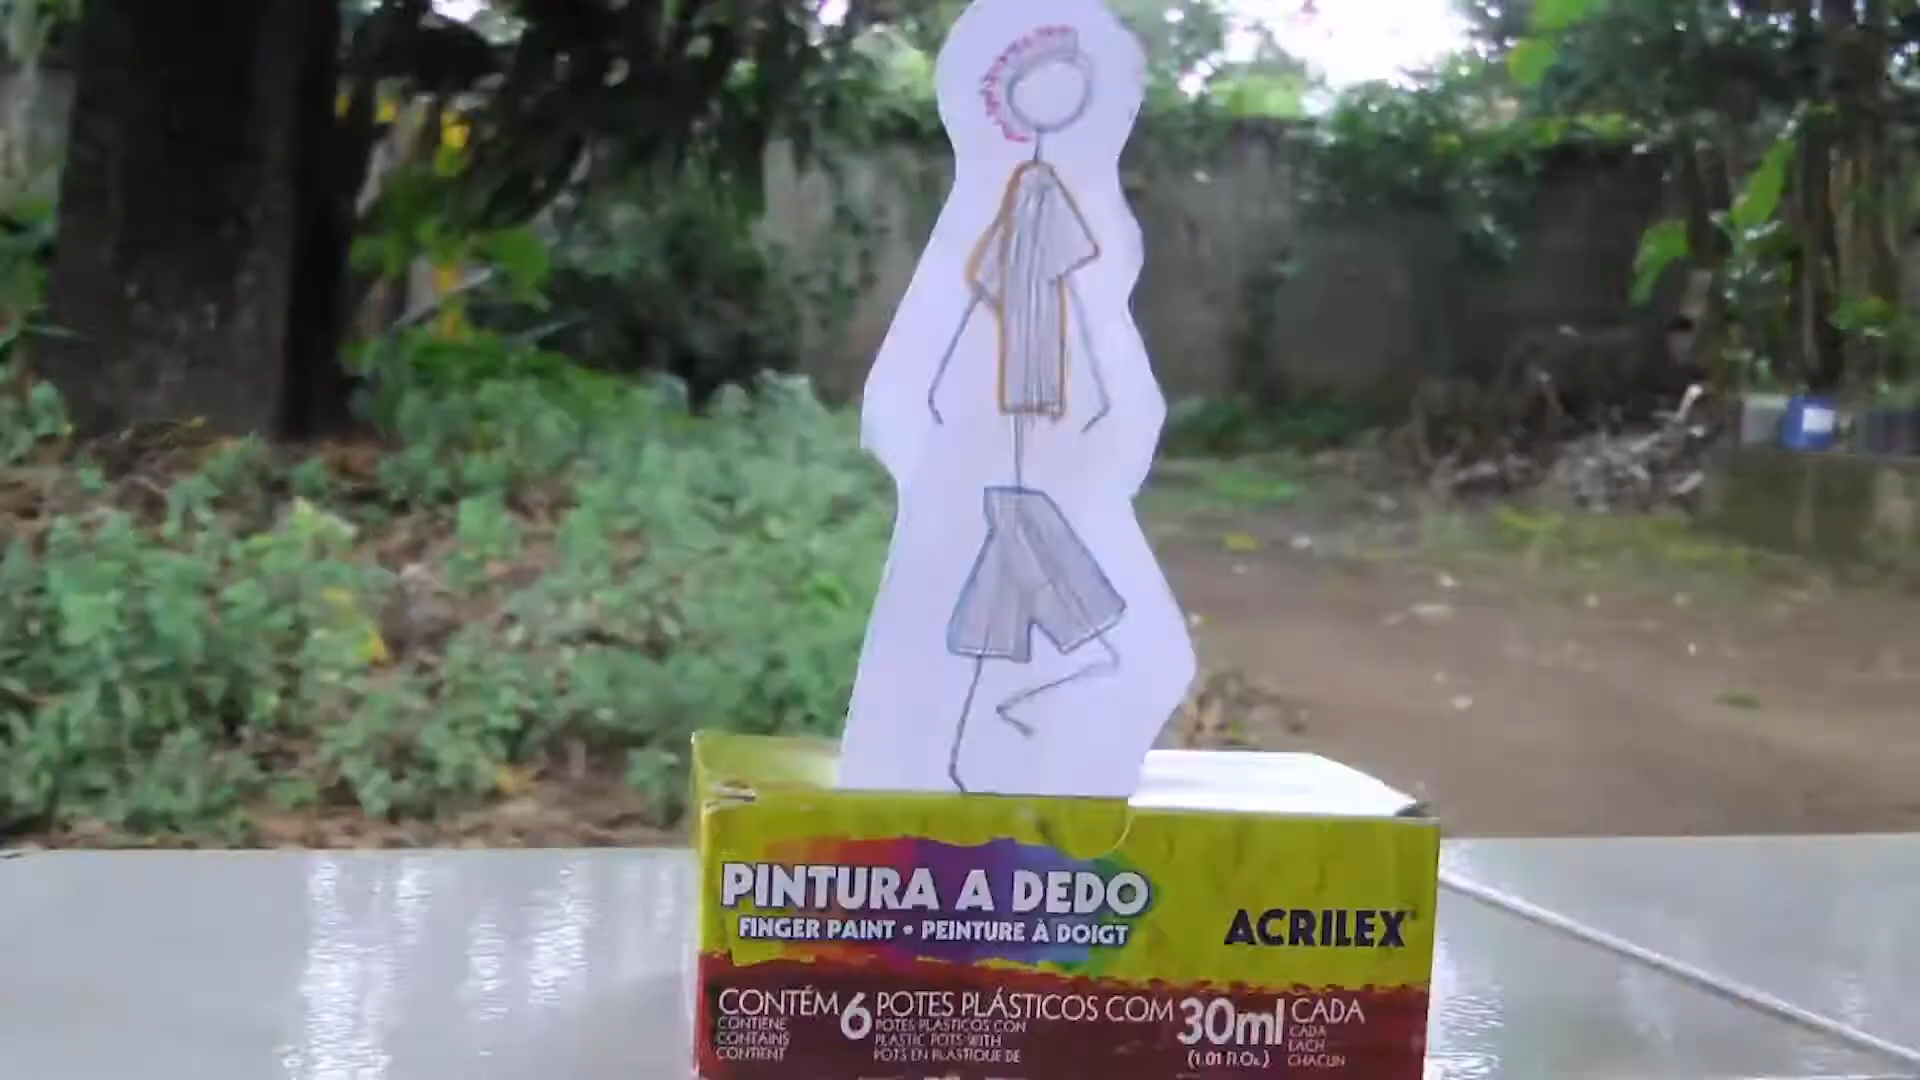 PINTURA A DEDO
FINGER PAINT • PEINTURE À DOIGT
ACRILEX
CONTÉM 6 POTES PLÁSTICOS COM 30ml CADA
CONTIENE POTES PLASTICOS CON CADA
CONTAINS PLASTIC POTS WITH EACH
CONTIENT POTS EN PLASTIQUE DE CHACUN
(1.01 fl.Oz.)